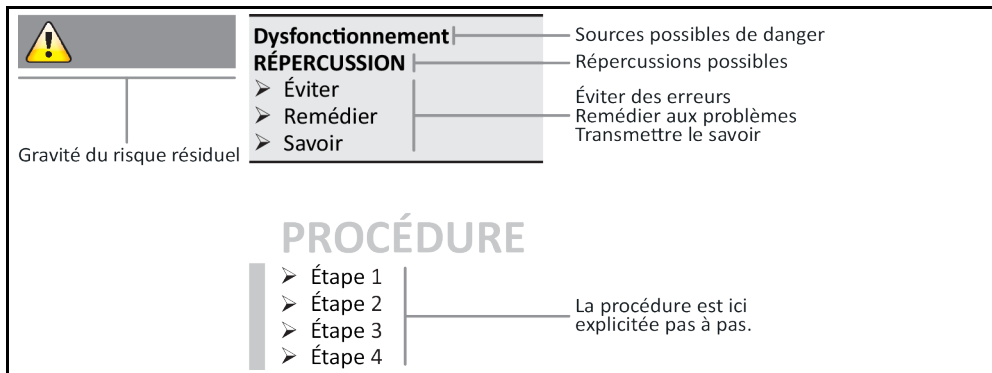 Dysfonctionnement
Sources possibles de danger
RÉPERCUSSION
Répercussions possibles
➢ Éviter
➢ Remédier
➢ Savoir
Éviter des erreurs
Remédier aux problèmes
Transmettre le savoir
Gravité du risque résiduel
PROCÉDURE
➢ Étape 1
➢ Étape 2
➢ Étape 3
➢ Étape 4
La procédure est ici
explicitée pas à pas.